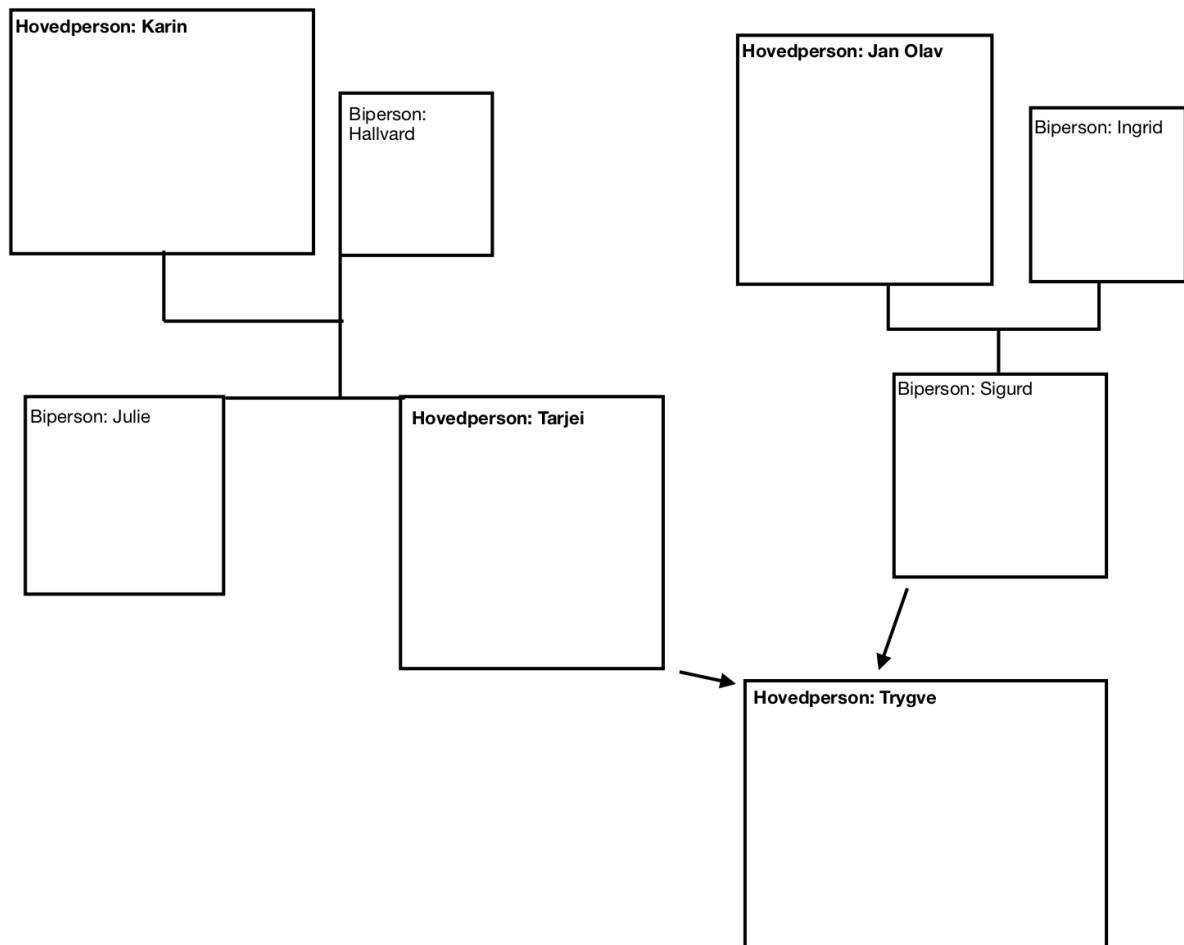 Hovedperson: Karin
Hovedperson: Jan Olav
Biperson:
Hallvard
Biperson: Ingrid
Biperson: Julie
Hovedperson: Tarjei
Biperson: Sigurd
Hovedperson: Trygve